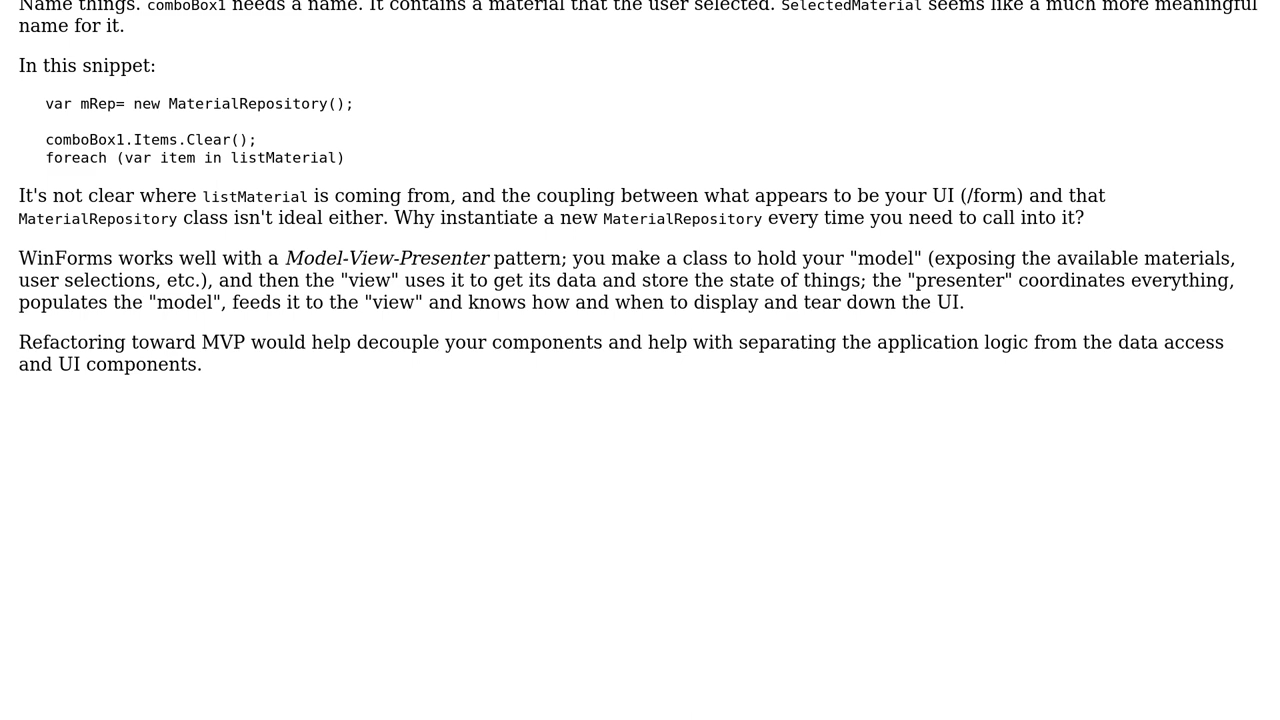 Name things. comboBox1 needs a name. It contains a material that the user selected. SelectedMaterial seems like a much more meaningful
name for it.
In this snippet:
var mRep= new MaterialRepository();
comboBox1.Items.Clear();
foreach (var item in listMaterial)
It's not clear where listMaterial is coming from, and the coupling between what appears to be your UI (/form) and that
MaterialRepository class isn't ideal either. Why instantiate a new MaterialRepository every time you need to call into it?
WinForms works well with a Model-View-Presenter pattern; you make a class to hold your "model" (exposing the available materials,
user selections, etc.), and then the "view" uses it to get its data and store the state of things; the "presenter" coordinates everything,
populates the "model", feeds it to the "view" and knows how and when to display and tear down the UI.
Refactoring toward MVP would help decouple your components and help with separating the application logic from the data access
and UI components.